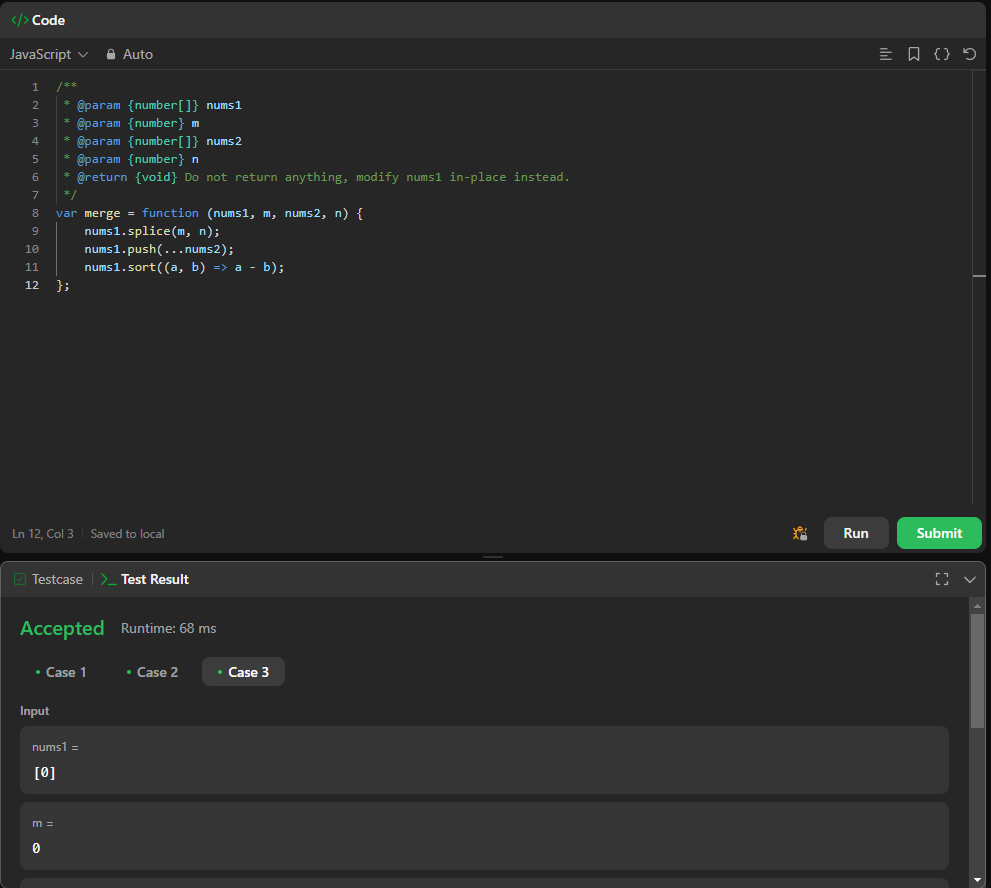 </> Code
JavaScript Auto
1 /**
2 * @param {number[]} nums1
3 * @param {number} m
4 * @param {number[]} nums2
5 * @param {number} n
6 * @return {void} Do not return anything, modify nums1 in-place instead.
7 */
8 var merge = function (nums1, m, nums2, n) {
9 nums1.splice(m, n);
10 nums1.push(...nums2);
11 nums1.sort((a, b) => a - b);
12 };
Ln 12, Col 3 Saved to local
Run Submit
Testcase Test Result
Accepted Runtime: 68 ms
• Case 1 • Case 2 • Case 3
Input
nums1 =
[0]
m =
0